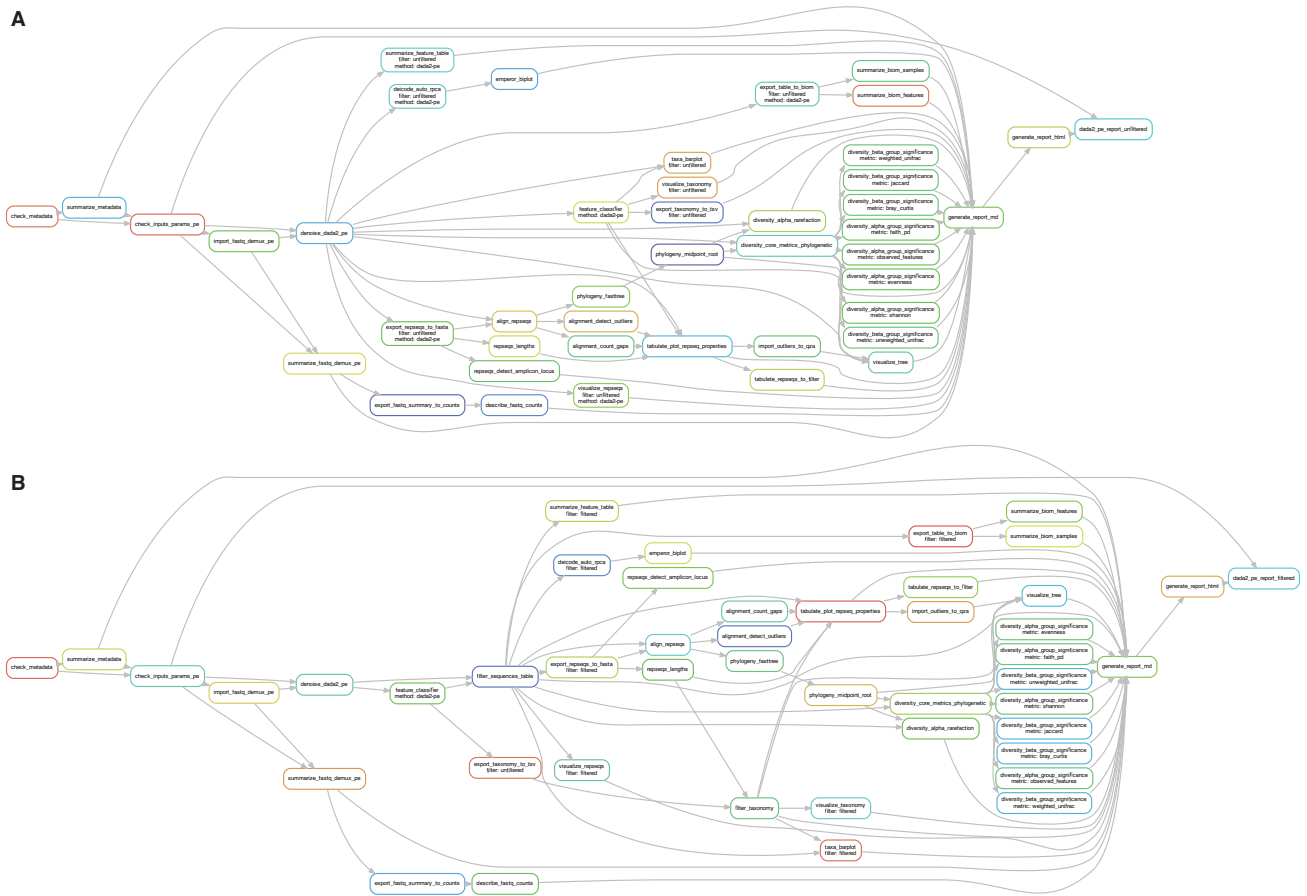 A
summarize_feature_table
filter: unfiltered
method: dada2-pe
deicode_auto_rpca
filter: unfiltered
method: dada2-pe
emperor_biplot
export_table_to_biom
filter: unfiltered
method: dada2-pe
summarize_biom_samples
summarize_biom_features
generate_report_html
dada2_pe_report_unfiltered
taxa_barplot
filter: unfiltered
visualize_taxonomy
filter: unfiltered
feature_classifier
method: dada2-pe
export_taxonomy_to_tsv
filter: unfiltered
diversity_alpha_rarefaction
diversity_core_metrics_phylogenetic
phylogeny_midpoint_root
diversity_beta_group_significance
metric: weighted_unifrac
diversity_beta_group_significance
metric: jaccard
diversity_beta_group_significance
metric: bray_curtis
diversity_alpha_group_significance
metric: faith_pd
diversity_alpha_group_significance
metric: observed_features
diversity_alpha_group_significance
metric: evenness
diversity_alpha_group_significance
metric: shannon
diversity_beta_group_significance
metric: unweighted_unifrac
visualize_tree
generate_report_md
check_metadata
summarize_metadata
check_inputs_params_pe
import_fastq_demux_pe
denoise_dada2_pe
phylogeny_fasttree
export_repseqs_to_fasta
filter: unfiltered
method: dada2-pe
align_repseqs
alignment_detect_outliers
repseqs_lengths
alignment_count_gaps
tabulate_plot_repseq_properties
import_outliers_to_qza
repseqs_detect_amplicon_locus
tabulate_repseqs_to_filter
summarize_fastq_demux_pe
visualize_repseqs
filter: unfiltered
method: dada2-pe
export_fastq_summary_to_counts
describe_fastq_counts
B
summarize_feature_table
filter: filtered
export_table_to_biom
filter: filtered
summarize_biom_features
summarize_biom_samples
deicode_auto_rpca
filter: filtered
emperor_biplot
repseqs_detect_amplicon_locus
generate_report_html
dada2_pe_report_filtered
tabulate_repseqs_to_filter
alignment_count_gaps
tabulate_plot_repseq_properties
import_outliers_to_qza
visualize_tree
align_repseqs
alignment_detect_outliers
export_repseqs_to_fasta
filter: filtered
repseqs_lengths
phylogeny_fasttree
phylogeny_midpoint_root
diversity_core_metrics_phylogenetic
diversity_alpha_rarefaction
diversity_alpha_group_significance
metric: evenness
diversity_alpha_group_significance
metric: faith_pd
diversity_beta_group_significance
metric: unweighted_unifrac
diversity_alpha_group_significance
metric: shannon
diversity_beta_group_significance
metric: jaccard
diversity_beta_group_significance
metric: bray_curtis
diversity_alpha_group_significance
metric: observed_features
diversity_beta_group_significance
metric: weighted_unifrac
generate_report_md
check_metadata
summarize_metadata
check_inputs_params_pe
import_fastq_demux_pe
denoise_dada2_pe
feature_classifier
method: dada2-pe
filter_sequences_table
export_taxonomy_to_tsv
filter: unfiltered
visualize_repseqs
filter: filtered
summarize_fastq_demux_pe
filter_taxonomy
visualize_taxonomy
filter: filtered
taxa_barplot
filter: filtered
export_fastq_summary_to_counts
describe_fastq_counts